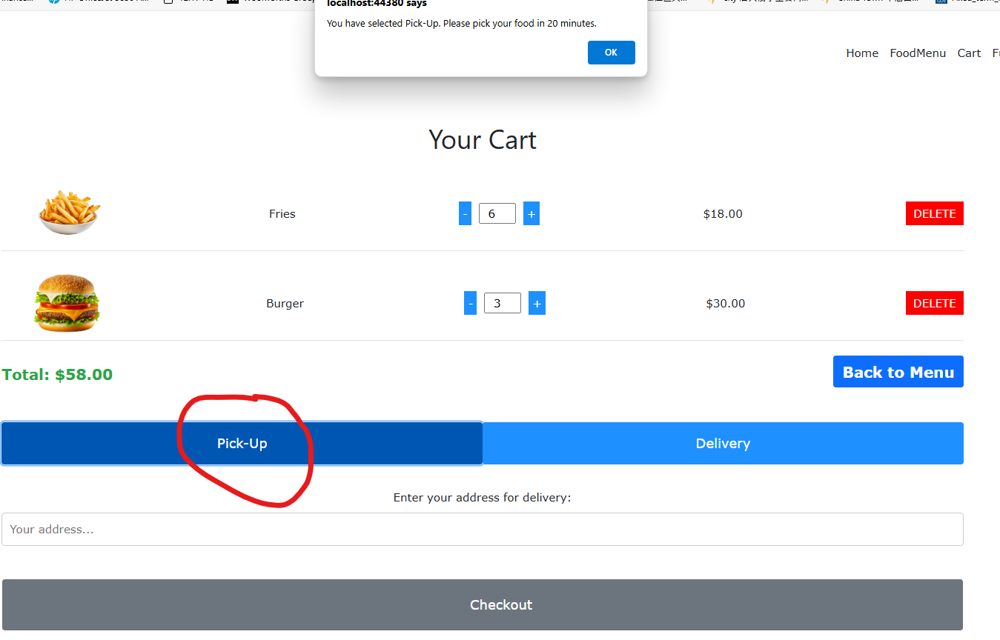 localhost:44380 says
You have selected Pick-Up. Please pick your food in 20 minutes.
OK
Home FoodMenu Cart
Your Cart
Fries - 6 + $18.00 DELETE
Burger - 3 + $30.00 DELETE
Total: $58.00 Back to Menu
Pick-Up Delivery
Enter your address for delivery:
Your address...
Checkout